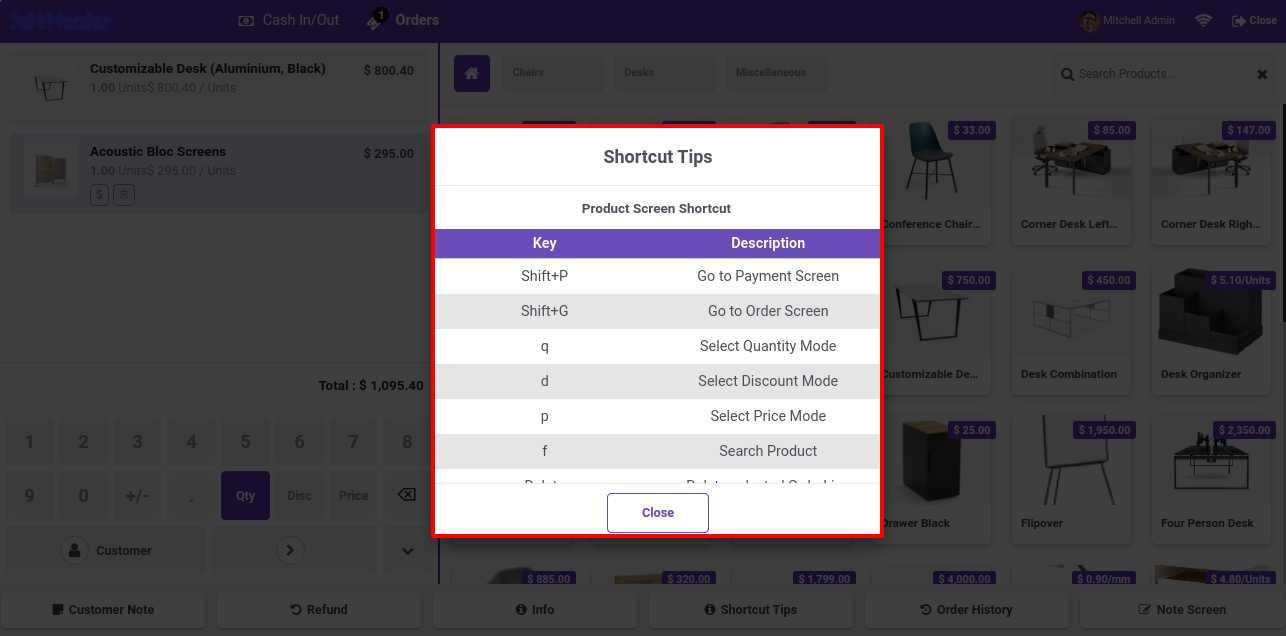 SoftHealer
Cash In/Out
1
Orders
Mitchell Admin
Close
Customizable Desk (Aluminium, Black)
$ 800.40
1.00 Units$ 800.40 / Units
Acoustic Bloc Screens
$ 295.00
1.00 Units$ 295.00 / Units
$
Total : $ 1,095.40
1 2 3 4 5 6 7 8
9 0 +/- . Qty Disc Price
Customer
Chairs
Desks
Miscellaneous
Search Products...
$ 33.00
$ 85.00
$ 147.00
Conference Chair...
Corner Desk Left...
Corner Desk Righ...
$ 750.00
$ 450.00
$ 5.10/Units
Customizable De...
Desk Combination
Desk Organizer
$ 25.00
$ 1,950.00
$ 2,350.00
Drawer Black
Flipover
Four Person Desk
$ 885.00
$ 320.00
$ 1,799.00
$ 4,000.00
$ 0.90/mm
$ 4.80/Units
Shortcut Tips
Product Screen Shortcut
Key Description
Shift+P Go to Payment Screen
Shift+G Go to Order Screen
q Select Quantity Mode
d Select Discount Mode
p Select Price Mode
f Search Product
Close
Customer Note
Refund
Info
Shortcut Tips
Order History
Note Screen